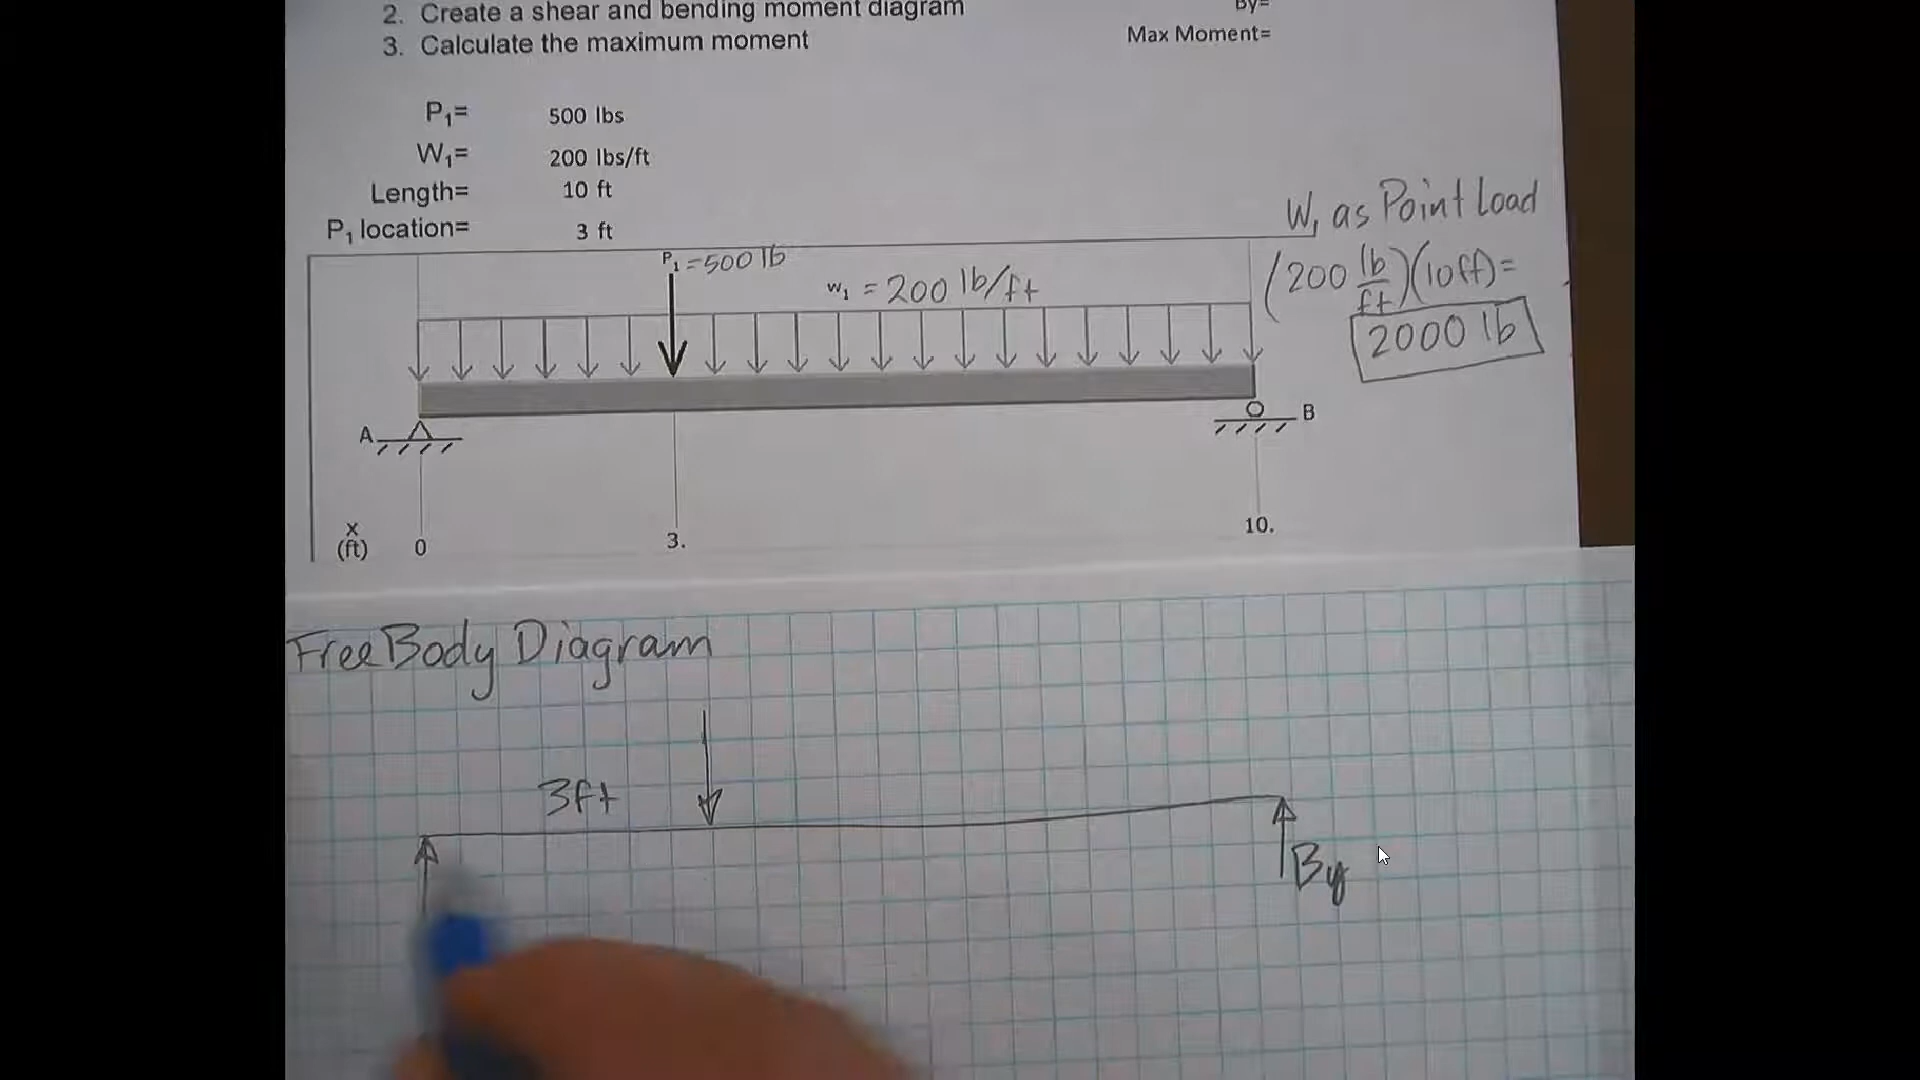 2. Create a shear and bending moment diagram
By=
3. Calculate the maximum moment
Max Moment=
P₁= 500 lbs
W₁= 200 lbs/ft
Length= 10 ft
P₁ location= 3 ft
W₁ as Point Load
(200 lb/ft)(10ft)=
2000 lb
P₁ =500 lb
w₁ = 200 lb/ft
A
B
x
(ft) 0 3. 10.
Free Body Diagram
3ft
By